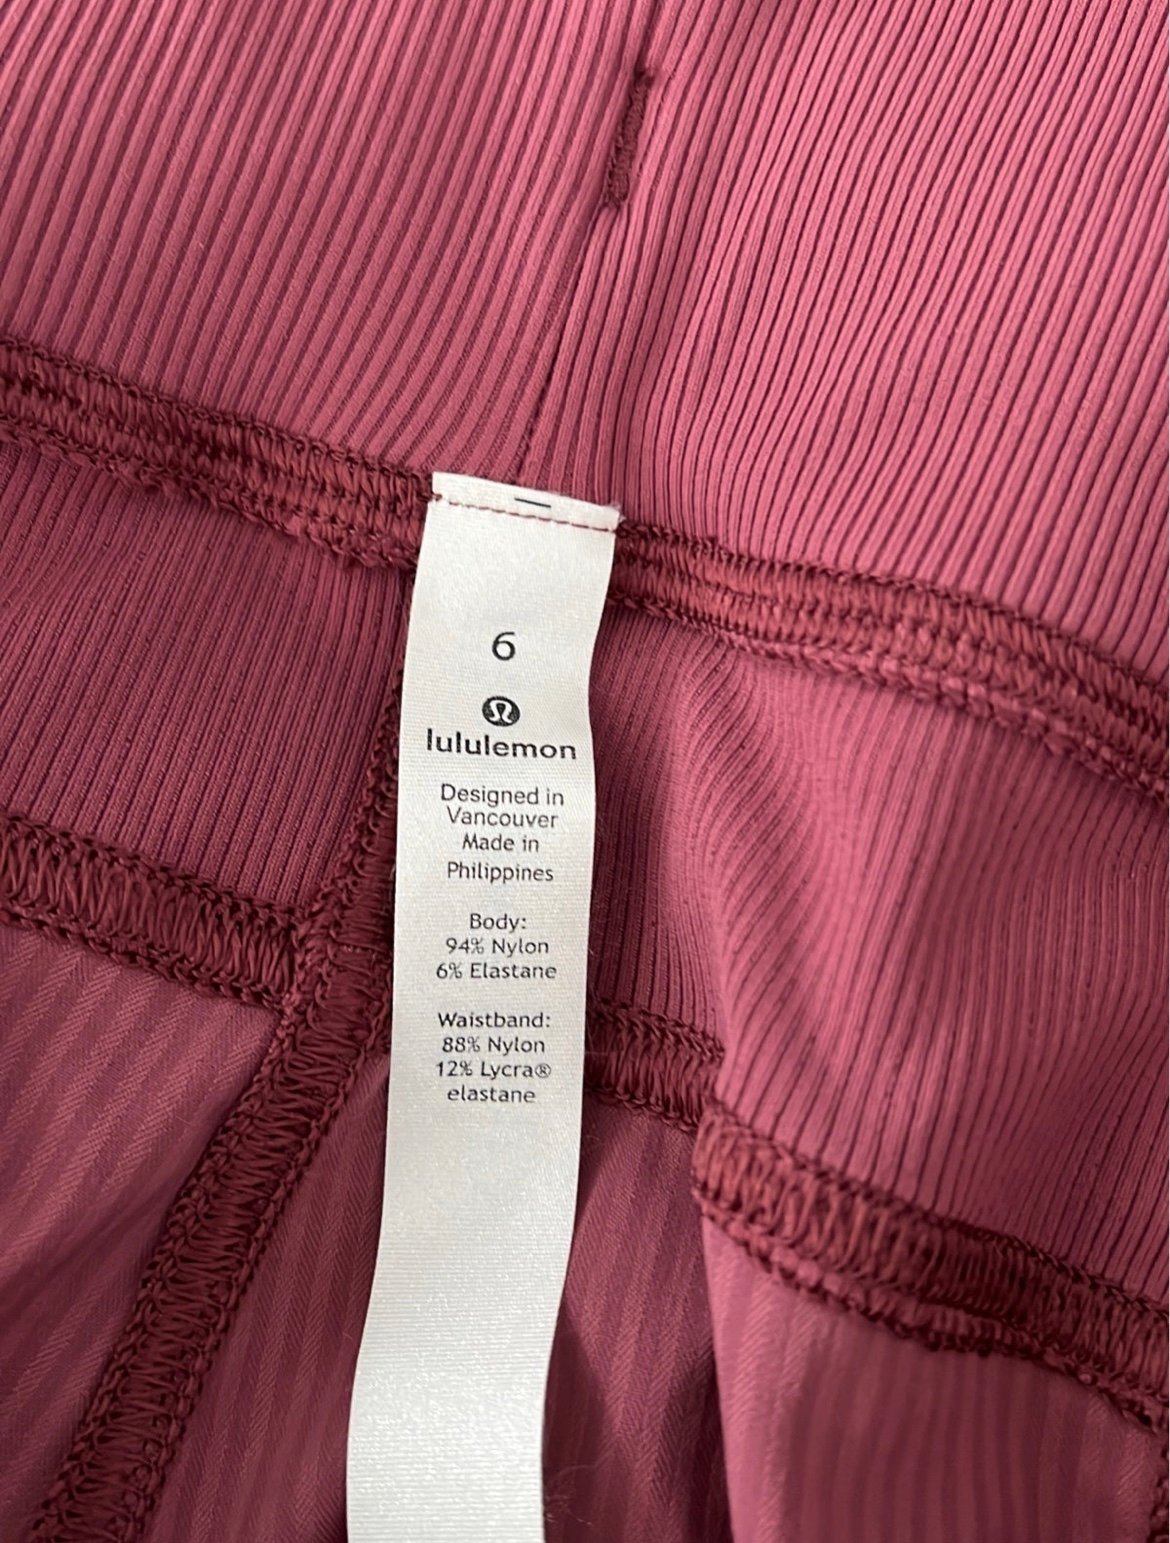 6
lululemon
Designed in
Vancouver
Made in
Philippines
Body:
94% Nylon
6% Elastane
Waistband:
88% Nylon
12% Lycra®
elastane